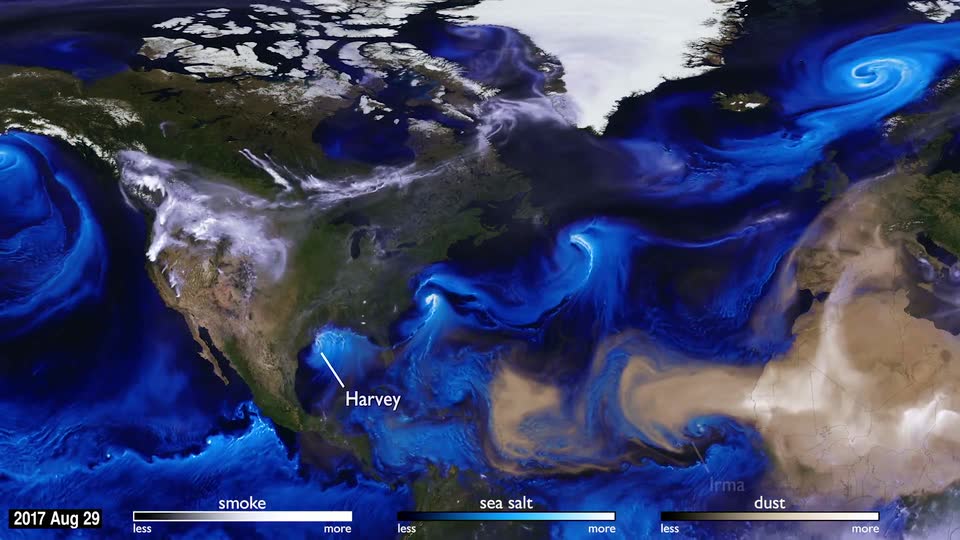 Harvey
Irma
2017 Aug 29
smoke
less more
sea salt
less more
dust
less more